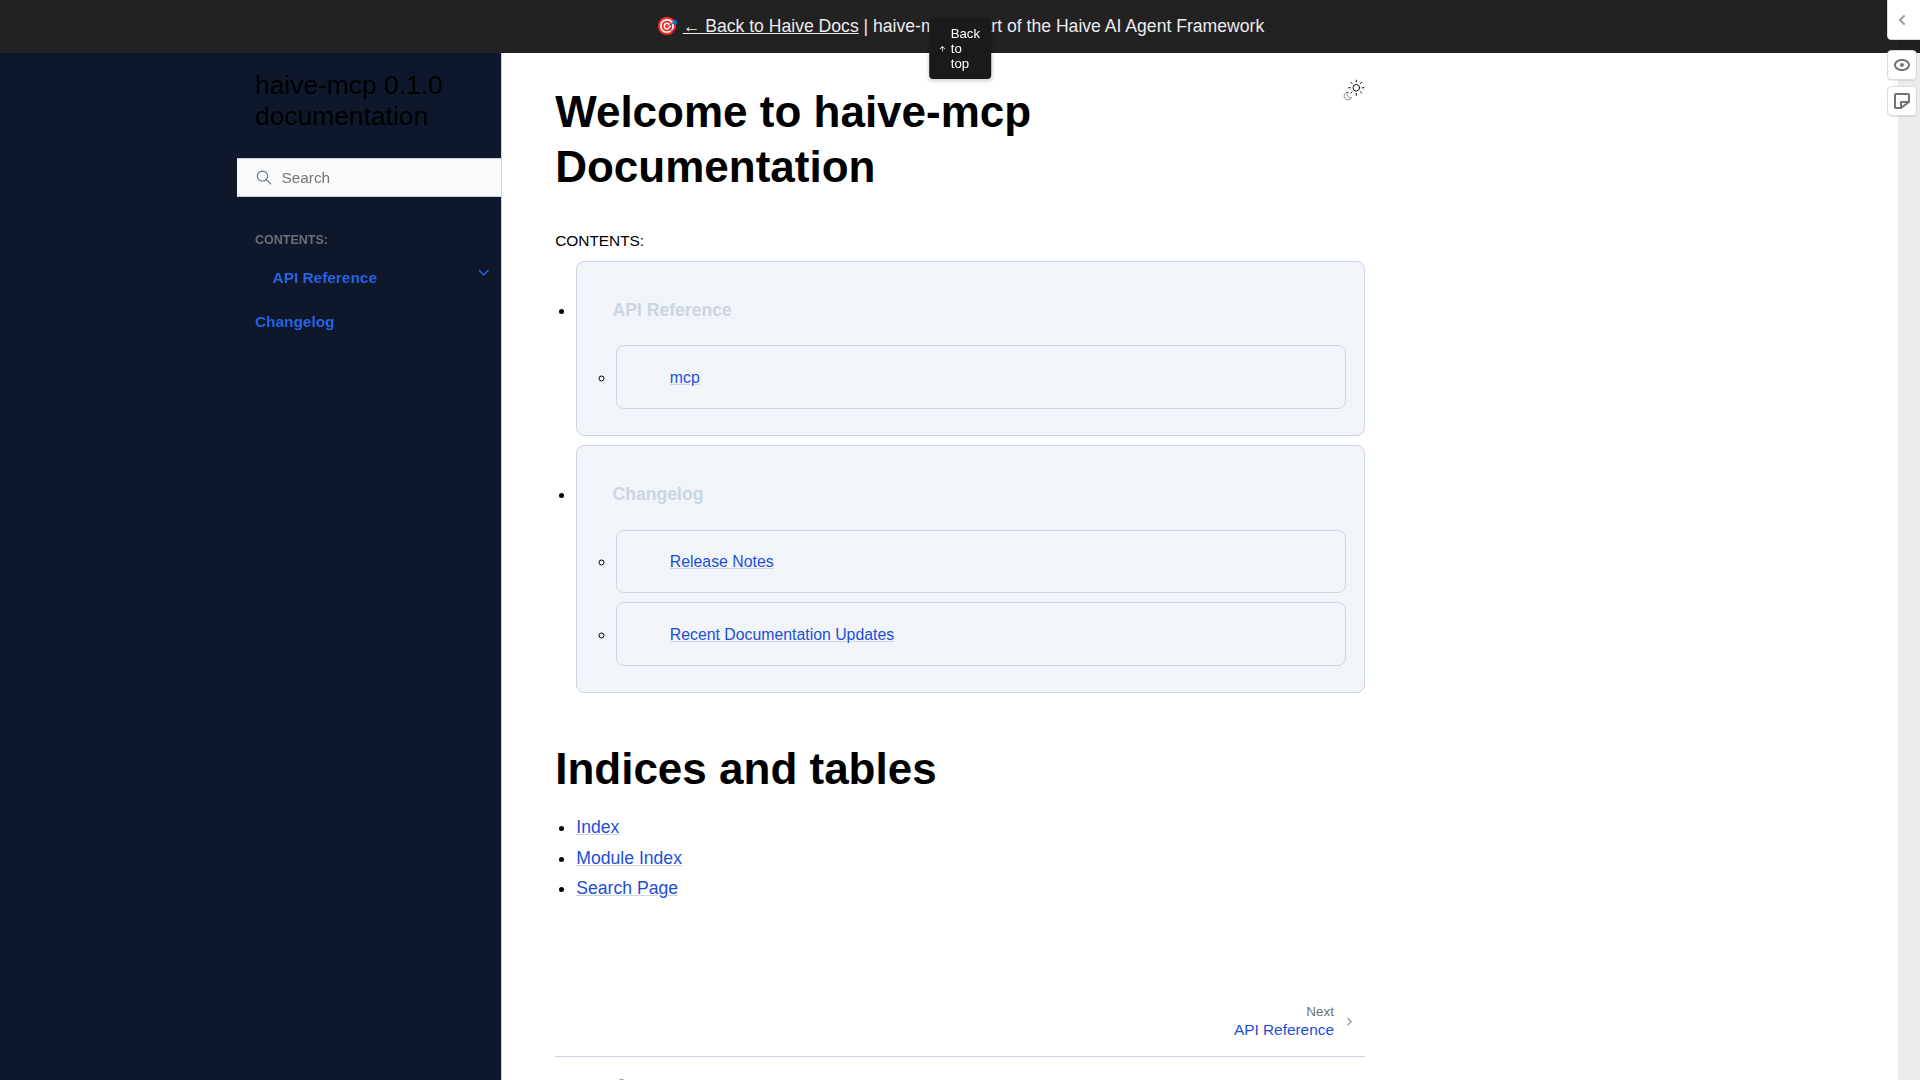 🎯 ← Back to Haive Docs | haive-m rt of the Haive AI Agent Framework
Back
to
top
haive-mcp 0.1.0
documentation
Search
CONTENTS:
API Reference
Changelog
Welcome to haive-mcp
Documentation
CONTENTS:
API Reference
mcp
Changelog
Release Notes
Recent Documentation Updates
Indices and tables
Index
Module Index
Search Page
Next
API Reference